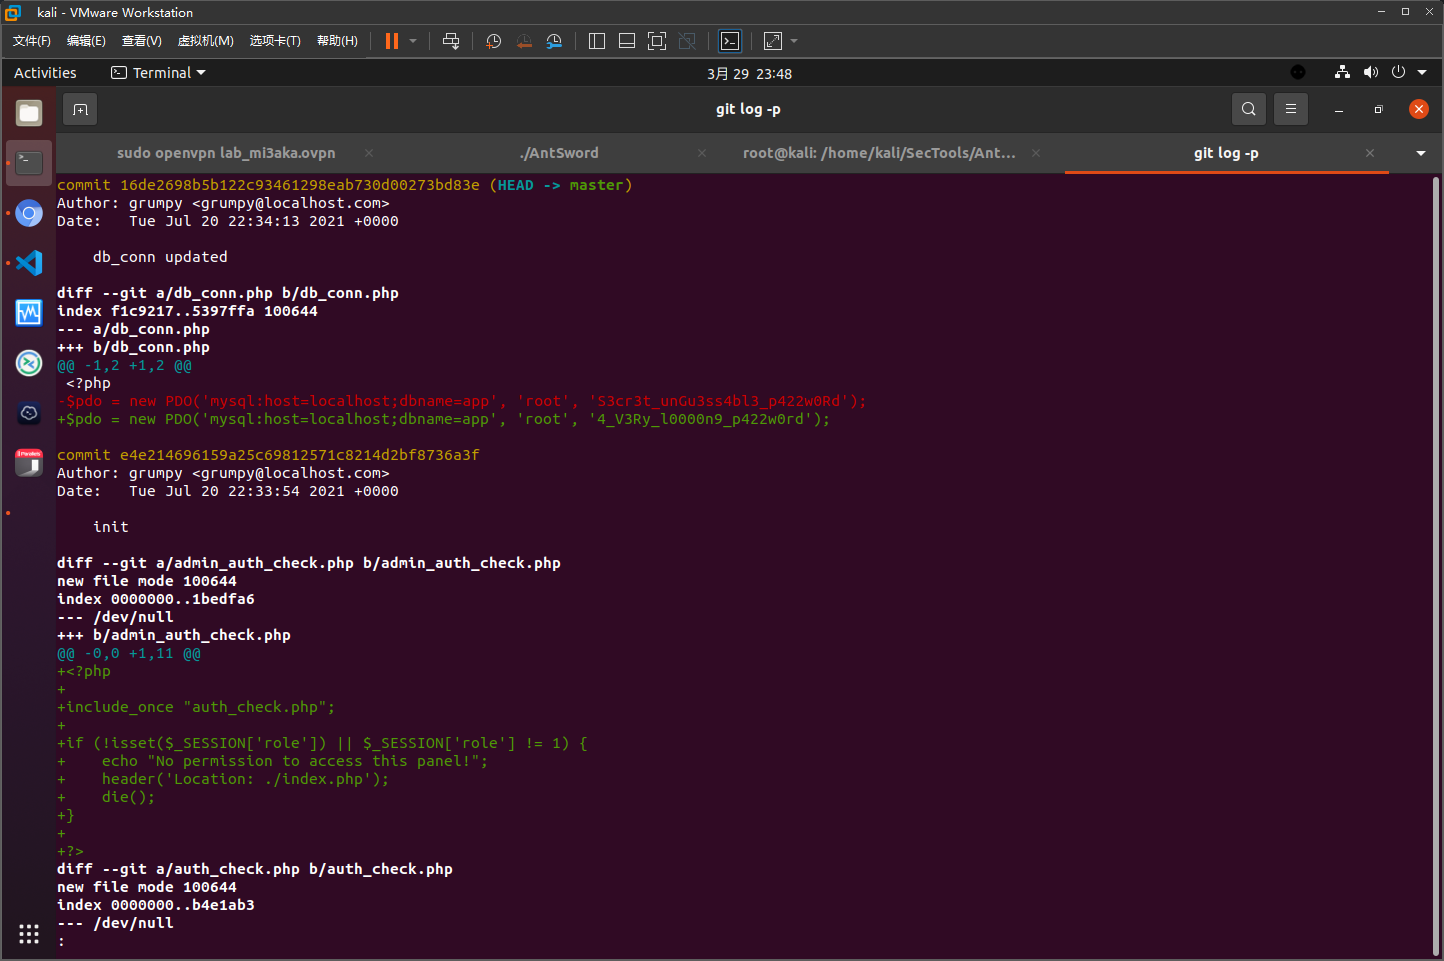 kali - VMware Workstation
文件(F) 编辑(E) 查看(V) 虚拟机(M) 选项卡(T) 帮助(H)
Activities Terminal 3月 29 23:48
git log -p
sudo openvpn lab_mi3aka.ovpn ./AntSword root@kali: /home/kali/SecTools/Ant... git log -p
commit 16de2698b5b122c93461298eab730d00273bd83e (HEAD -> master)
Author: grumpy <grumpy@localhost.com>
Date:   Tue Jul 20 22:34:13 2021 +0000
    db_conn updated
diff --git a/db_conn.php b/db_conn.php
index f1c9217..5397ffa 100644
--- a/db_conn.php
+++ b/db_conn.php
@@ -1,2 +1,2 @@
 <?php
-$pdo = new PDO('mysql:host=localhost;dbname=app', 'root', 'S3cr3t_unGu3ss4bl3_p422w0Rd');
+$pdo = new PDO('mysql:host=localhost;dbname=app', 'root', '4_V3Ry_l0000n9_p422w0rd');
commit e4e214696159a25c69812571c8214d2bf8736a3f
Author: grumpy <grumpy@localhost.com>
Date:   Tue Jul 20 22:33:54 2021 +0000
    init
diff --git a/admin_auth_check.php b/admin_auth_check.php
new file mode 100644
index 0000000..1bedfa6
--- /dev/null
+++ b/admin_auth_check.php
@@ -0,0 +1,11 @@
+<?php
+
+include_once "auth_check.php";
+
+if (!isset($_SESSION['role']) || $_SESSION['role'] != 1) {
+    echo "No permission to access this panel!";
+    header('Location: ./index.php');
+    die();
+}
+
+?>
diff --git a/auth_check.php b/auth_check.php
new file mode 100644
index 0000000..b4e1ab3
--- /dev/null
: